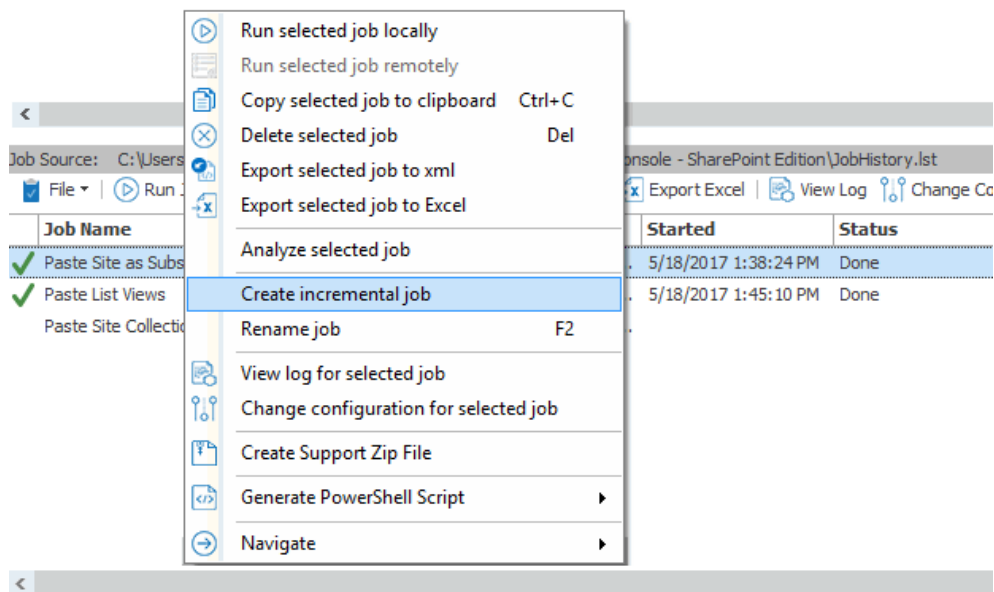 Run selected job locally
Run selected job remotely
Copy selected job to clipboard Ctrl+C
Delete selected job Del
Export selected job to xml
Export selected job to Excel
Analyze selected job
Create incremental job
Rename job F2
View log for selected job
Change configuration for selected job
Create Support Zip File
Generate PowerShell Script
Navigate
Job Source: C:\Users onsole - SharePoint Edition\JobHistory.lst
File Run Export Excel View Log Change Co
Job Name Started Status
Paste Site as Subs . 5/18/2017 1:38:24 PM Done
Paste List Views . 5/18/2017 1:45:10 PM Done
Paste Site Collectio .